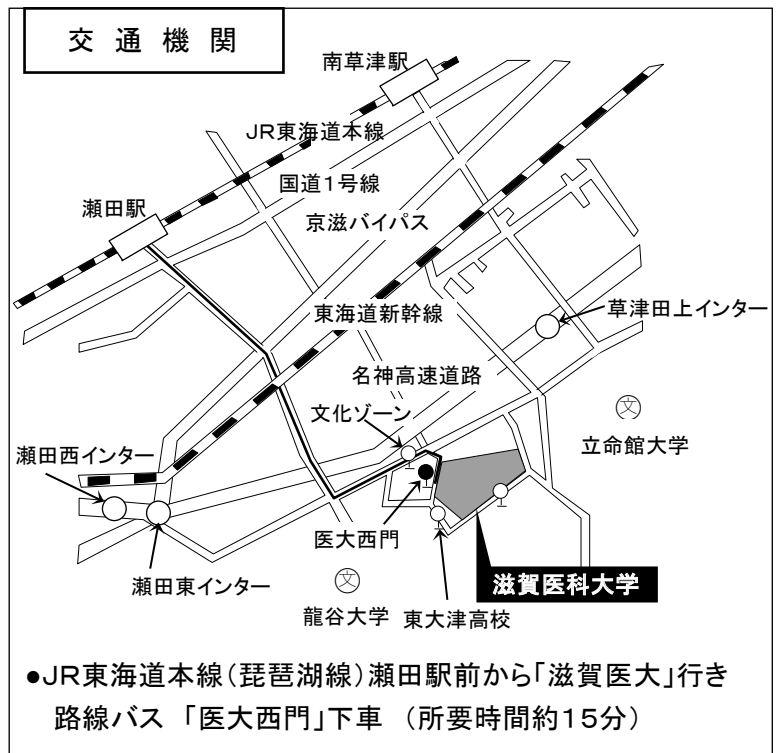 交通機関
南草津駅
JR東海道本線
国道1号線
瀬田駅
京滋バイパス
東海道新幹線
草津田上インター
名神高速道路
文化ゾーン
文
立命館大学
瀬田西インター
医大西門
瀬田東インター
文
滋賀医科大学
龍谷大学
東大津高校
●JR東海道本線(琵琶湖線)瀬田駅前から「滋賀医大」行き
路線バス 「医大西門」下車 (所要時間約15分)